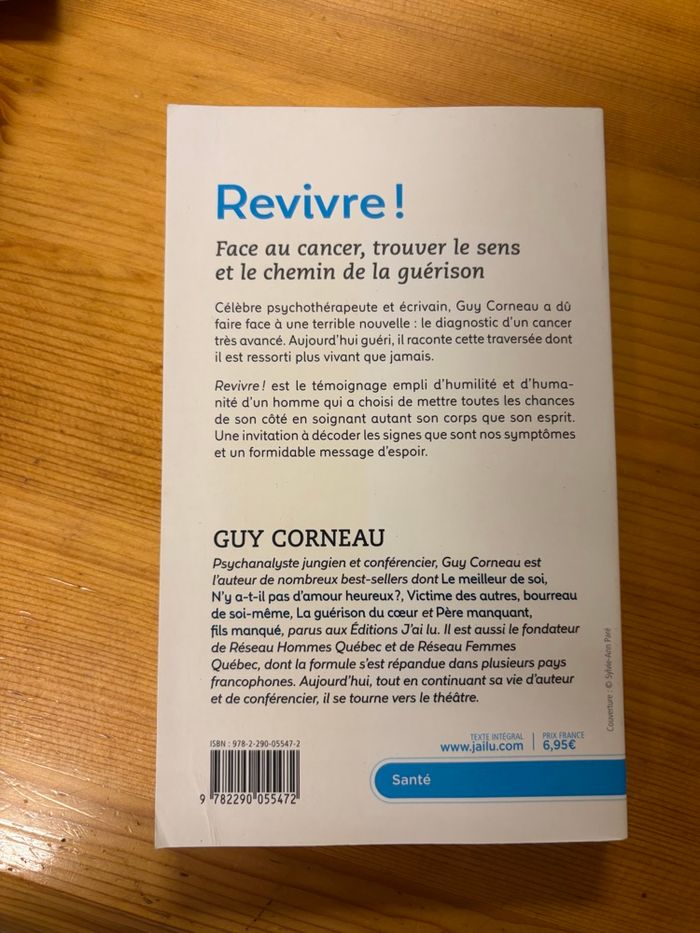 Revivre !
Face au cancer, trouver le sens
et le chemin de la guérison
Célèbre psychothérapeute et écrivain, Guy Corneau a dû
faire face à une terrible nouvelle : le diagnostic d'un cancer
très avancé. Aujourd'hui guéri, il raconte cette traversée dont
il est ressorti plus vivant que jamais.
Revivre ! est le témoignage empli d'humilité et d'huma-
nité d'un homme qui a choisi de mettre toutes les chances
de son côté en soignant autant son corps que son esprit.
Une invitation à décoder les signes que sont nos symptômes
et un formidable message d'espoir.
GUY CORNEAU
Psychanalyste jungien et conférencier, Guy Corneau est
l'auteur de nombreux best-sellers dont Le meilleur de soi,
N'y a-t-il pas d'amour heureux ?, Victime des autres, bourreau
de soi-même, La guérison du cœur et Père manquant,
fils manqué, parus aux Éditions J'ai lu. Il est aussi le fondateur
de Réseau Hommes Québec et de Réseau Femmes
Québec, dont la formule s'est répandue dans plusieurs pays
francophones. Aujourd'hui, tout en continuant sa vie d'auteur
et de conférencier, il se tourne vers le théâtre.
Couverture : © Sylvie-Ann Paré
ISBN : 978-2-290-05547-2
9 782290 055472
TEXTE INTÉGRAL
www.jailu.com
PRIX FRANCE
6,95€
Santé